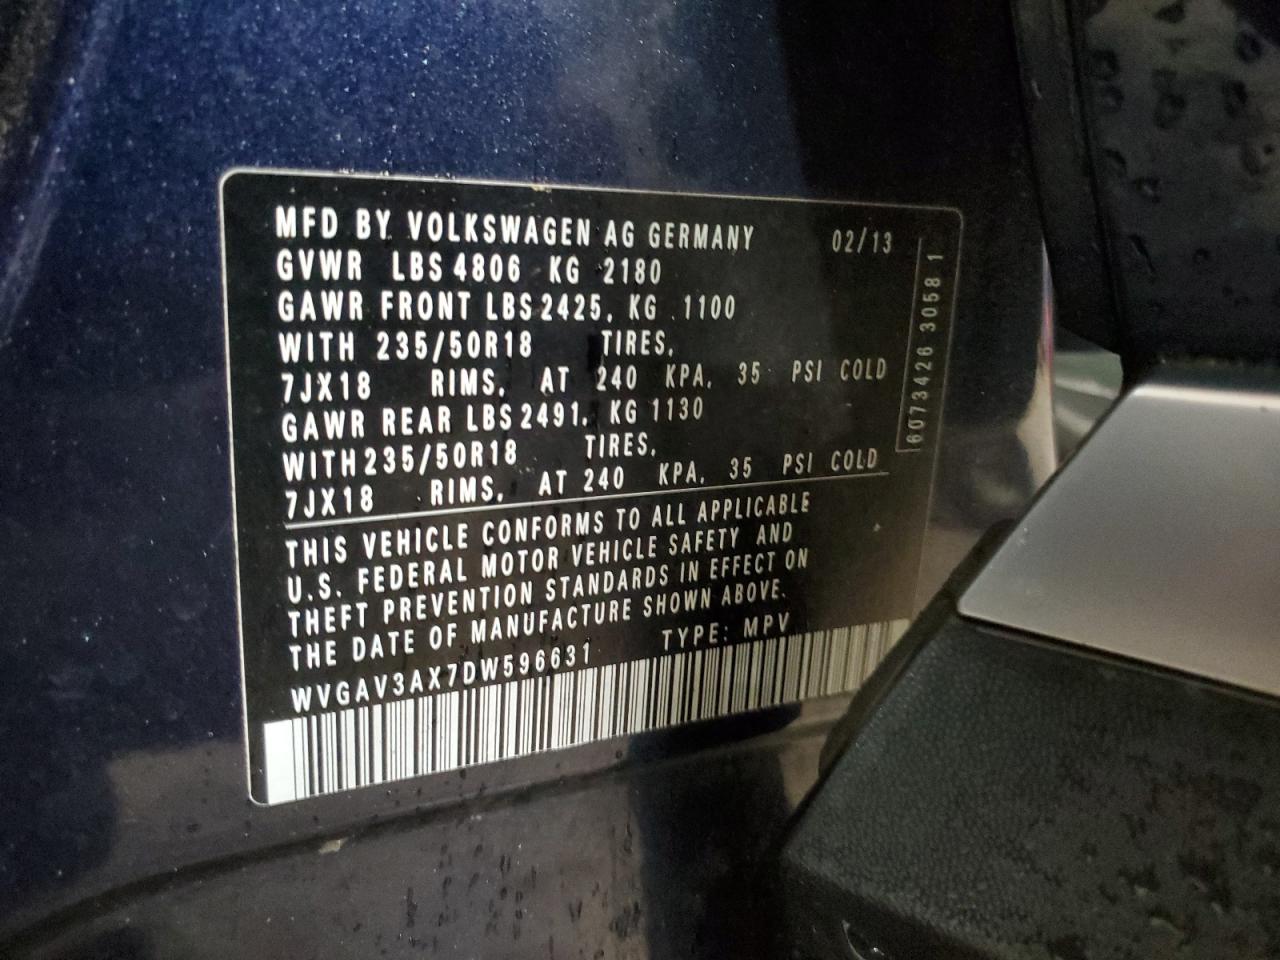 MFD BY VOLKSWAGEN AG GERMANY 02/13
GVWR LBS 4806 KG 2180
GAWR FRONT LBS 2425, KG 1100
WITH 235/50R18 TIRES,
7JX18 RIMS, AT 240 KPA, 35 PSI COLD
GAWR REAR LBS 2491, KG 1130
WITH 235/50R18 TIRES,
7JX18 RIMS, AT 240 KPA, 35 PSI COLD
THIS VEHICLE CONFORMS TO ALL APPLICABLE
U.S. FEDERAL MOTOR VEHICLE SAFETY AND
THEFT PREVENTION STANDARDS IN EFFECT ON
THE DATE OF MANUFACTURE SHOWN ABOVE.
WVGAV3AX7DW596631 TYPE: MPV
6073426 30581